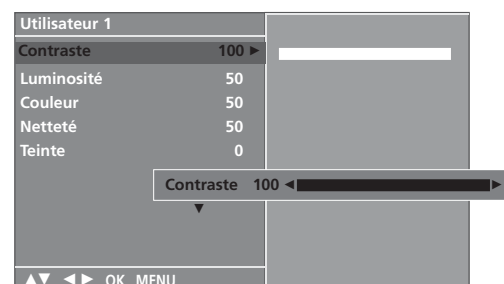 Utilisateur 1
Contraste 100 ►
Luminosité 50
Couleur 50
Netteté 50
Teinte 0
Contraste 100 ◄ ►
▼
▲▼ ◄► OK MENU